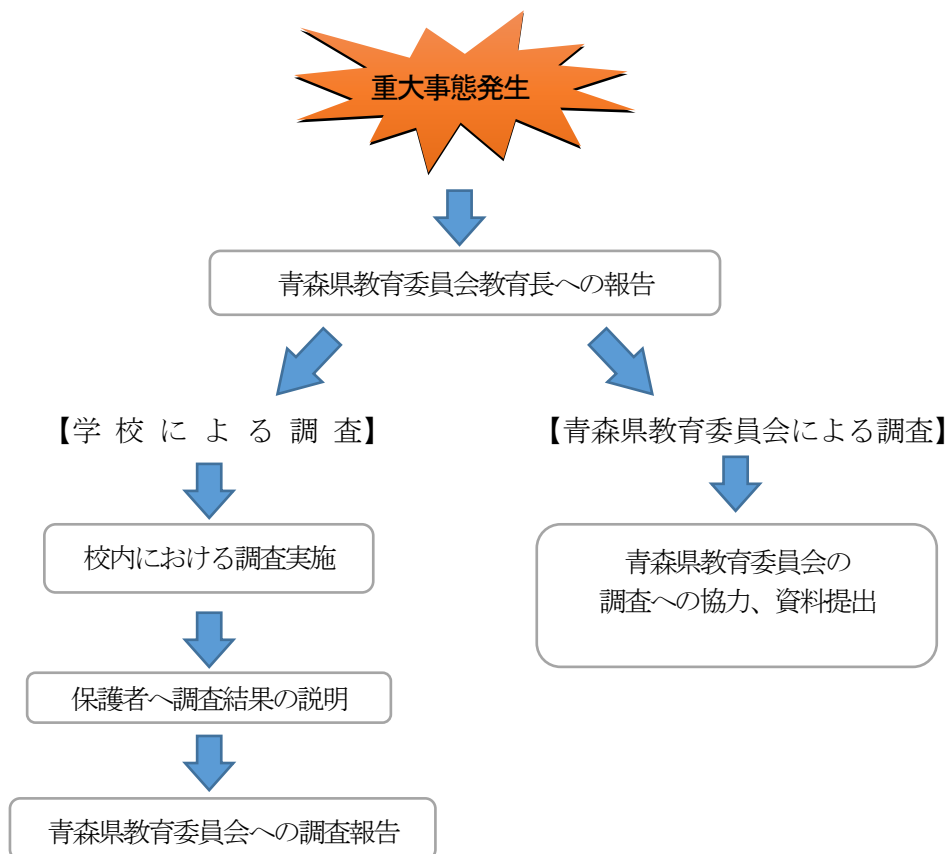 重大事態発生
青森県教育委員会教育長への報告
【学校による調査】
【青森県教育委員会による調査】
校内における調査実施
青森県教育委員会の
調査への協力、資料提出
保護者へ調査結果の説明
青森県教育委員会への調査報告